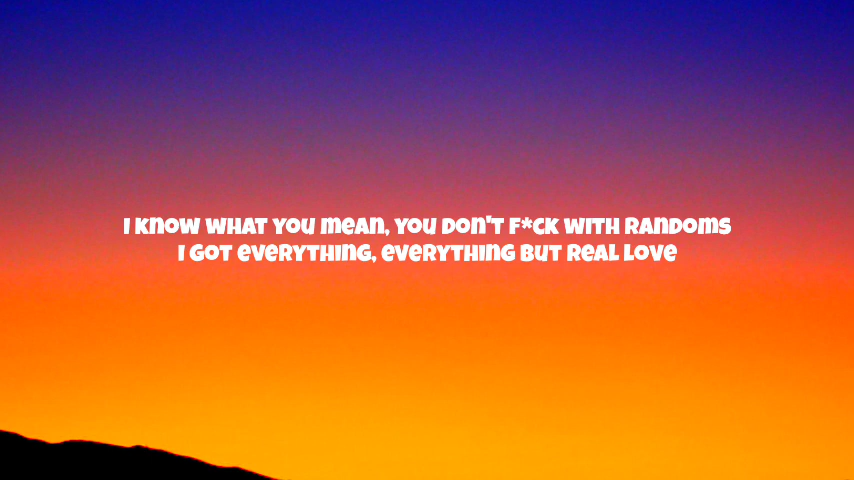 I know what you mean, you don't f*ck with randoms
I got everything, everything but real love